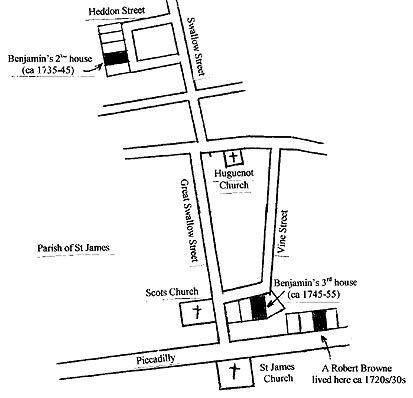 Heddon Street
Swallow Street
Benjamin's 2nd house
(ca 1735-45)
Huguenot
Church
Great Swallow Street
Vine Street
Parish of St James
Benjamin's 3rd house
(ca 1745-55)
Scots Church
Piccadilly
St James
Church
A Robert Browne
lived here ca 1720s/30s